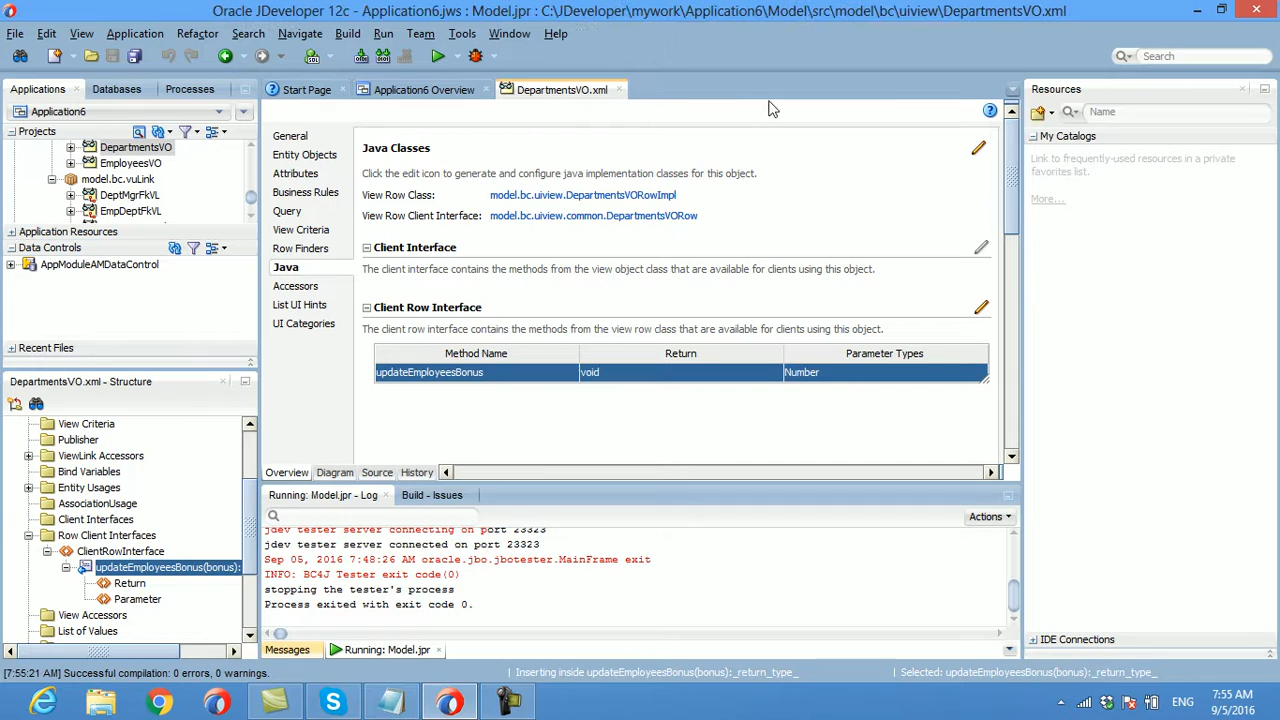 Oracle JDeveloper 12c - Application6.jws : Model.jpr : C:\JDeveloper\mywork\Application6\Model\src\model\bc\uiview\DepartmentsVO.xml
File Edit View Application Refactor Search Navigate Build Run Team Tools Window Help
Search
Applications Databases Processes
Application6
Projects
DepartmentsVO
EmployeesVO
model.bc.vuLink
DeptMgrFkVL
EmpDeptFkVL
Application Resources
Data Controls
AppModuleAMDataControl
Recent Files
DepartmentsVO.xml - Structure
View Criteria
Publisher
ViewLink Accessors
Bind Variables
Entity Usages
AssociationUsage
Client Interfaces
Row Client Interfaces
ClientRowInterface
updateEmployeesBonus(bonus):
Return
Parameter
View Accessors
List of Values
Start Page Application6 Overview DepartmentsVO.xml
General
Entity Objects
Attributes
Business Rules
Query
View Criteria
Row Finders
Java
Accessors
List UI Hints
UI Categories
Java Classes
Click the edit icon to generate and configure java implementation classes for this object.
View Row Class: model.bc.uiview.DepartmentsVORowImpl
View Row Client Interface: model.bc.uiview.common.DepartmentsVORow
Client Interface
The client interface contains the methods from the view object class that are available for clients using this object.
Client Row Interface
The client row interface contains the methods from the view row class that are available for clients using this object.
Method Name Return Parameter Types
updateEmployeesBonus void Number
Overview Diagram Source History
Running: Model.jpr - Log Build - Issues
Actions
jdev tester server connecting on port 23323
jdev tester server connected on port 23323
Sep 05, 2016 7:48:26 AM oracle.jbo.jbotester.MainFrame exit
INFO: BC4J Tester exit code(0)
stopping the tester's process
Process exited with exit code 0.
Messages Running: Model.jpr
Resources
Name
My Catalogs
Link to frequently-used resources in a private
favorites list.
More...
IDE Connections
[7:55:21 AM] Successful compilation: 0 errors, 0 warnings. Inserting inside updateEmployeesBonus(bonus):_return_type_ Selected: updateEmployeesBonus(bonus):_return_type_
ENG
7:55 AM
9/5/2016